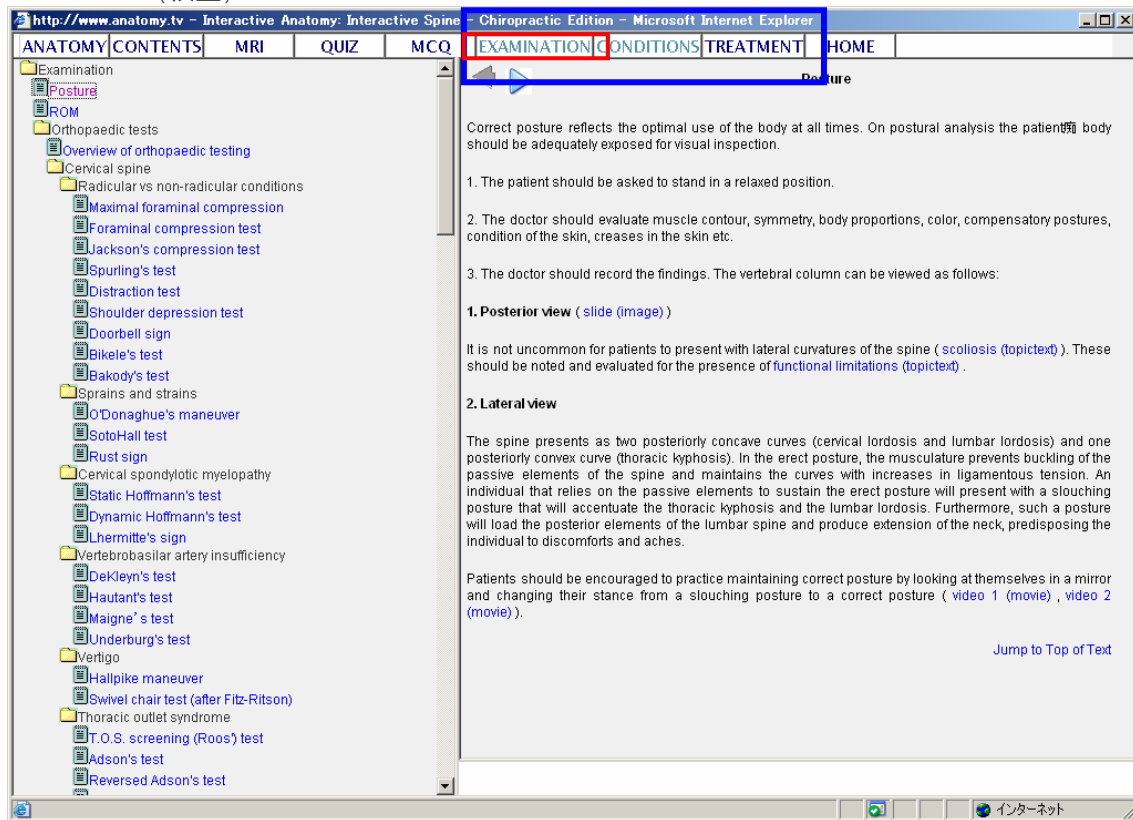 http://www.anatomy.tv - Interactive Anatomy: Interactive Spine - Chiropractic Edition - Microsoft Internet Explorer
ANATOMY CONTENTS MRI QUIZ MCQ EXAMINATION CONDITIONS TREATMENT HOME
Examination
Posture
ROM
Orthopaedic tests
Overview of orthopaedic testing
Cervical spine
Radicular vs non-radicular conditions
Maximal foraminal compression
Foraminal compression test
Jackson's compression test
Spurling's test
Distraction test
Shoulder depression test
Doorbell sign
Bikele's test
Bakody's test
Sprains and strains
O'Donaghue's maneuver
SotoHall test
Rust sign
Cervical spondylotic myelopathy
Static Hoffmann's test
Dynamic Hoffmann's test
Lhermitte's sign
Vertebrobasilar artery insufficiency
DeKleyn's test
Hautant's test
Maigne's test
Underburg's test
Vertigo
Hallpike maneuver
Swivel chair test (after Fitz-Ritson)
Thoracic outlet syndrome
T.O.S. screening (Roos') test
Adson's test
Reversed Adson's test
Posture
Correct posture reflects the optimal use of the body at all times. On postural analysis the patient body
should be adequately exposed for visual inspection.
1. The patient should be asked to stand in a relaxed position.
2. The doctor should evaluate muscle contour, symmetry, body proportions, color, compensatory postures,
condition of the skin, creases in the skin etc.
3. The doctor should record the findings. The vertebral column can be viewed as follows:
1. Posterior view ( slide (image) )
It is not uncommon for patients to present with lateral curvatures of the spine ( scoliosis (topictext) ). These
should be noted and evaluated for the presence of functional limitations (topictext) .
2. Lateral view
The spine presents as two posteriorly concave curves (cervical lordosis and lumbar lordosis) and one
posteriorly convex curve (thoracic kyphosis). In the erect posture, the musculature prevents buckling of the
passive elements of the spine and maintains the curves with increases in ligamentous tension. An
individual that relies on the passive elements to sustain the erect posture will present with a slouching
posture that will accentuate the thoracic kyphosis and the lumbar lordosis. Furthermore, such a posture
will load the posterior elements of the lumbar spine and produce extension of the neck, predisposing the
individual to discomforts and aches.
Patients should be encouraged to practice maintaining correct posture by looking at themselves in a mirror
and changing their stance from a slouching posture to a correct posture ( video 1 (movie) , video 2
(movie) ).
Jump to Top of Text
インターネット